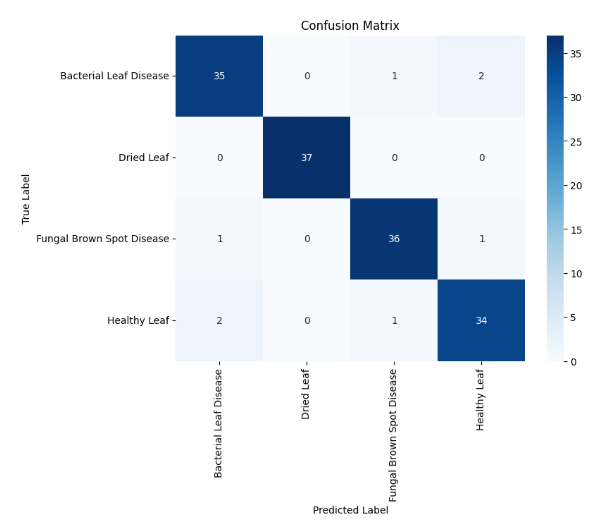 Confusion Matrix
Bacterial Leaf Disease 35 0 1 2
Dried Leaf 0 37 0 0
Fungal Brown Spot Disease 1 0 36 1
Healthy Leaf 2 0 1 34
True Label
Bacterial Leaf Disease
Dried Leaf
Fungal Brown Spot Disease
Healthy Leaf
Predicted Label
35
30
25
20
15
10
5
0